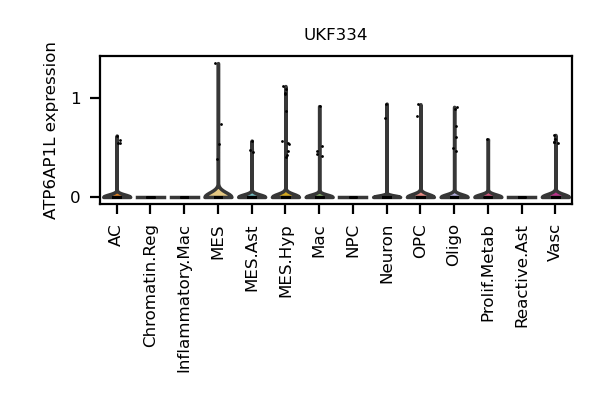 UKF334
ATP6AP1L expression
1
0
AC
Chromatin.Reg
Inflammatory.Mac
MES
MES.Ast
MES.Hyp
Mac
NPC
Neuron
OPC
Oligo
Prolif.Metab
Reactive.Ast
Vasc